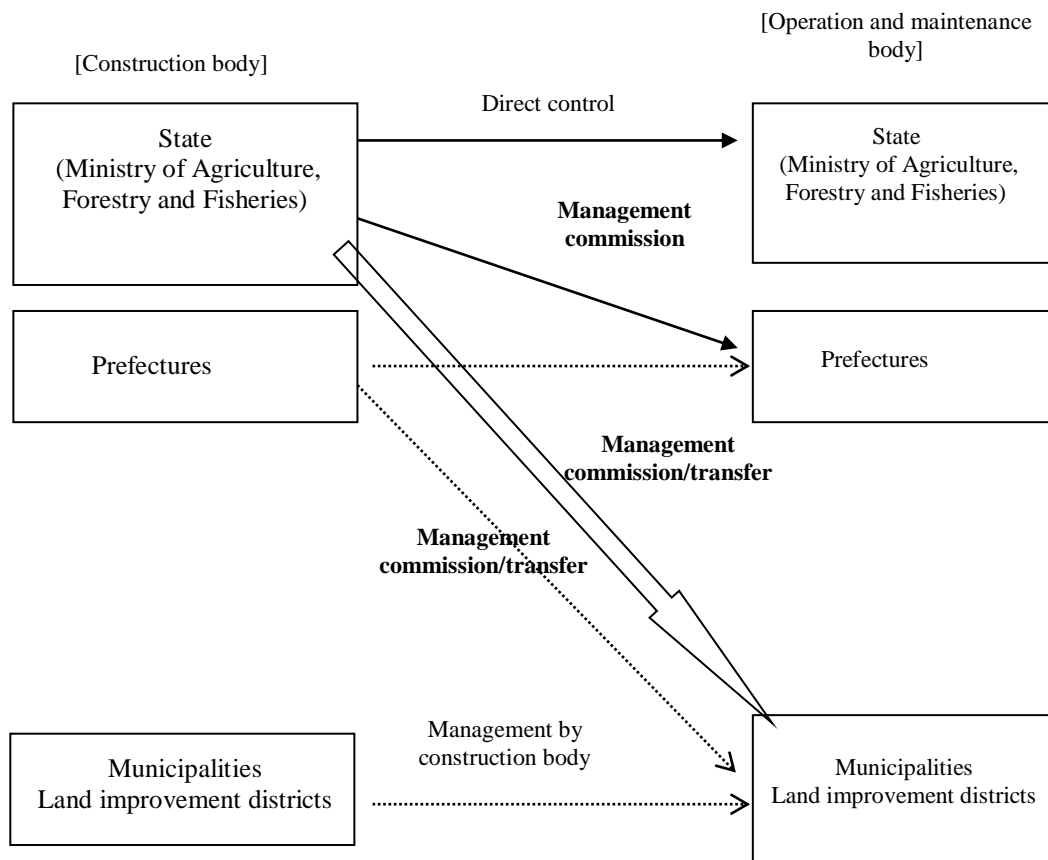 [Construction body]
[Operation and maintenance
body]
Direct control
State
(Ministry of Agriculture,
Forestry and Fisheries)
State
(Ministry of Agriculture,
Forestry and Fisheries)
Management
commission
Prefectures
Prefectures
Management
commission/transfer
Management
commission/transfer
Management by
construction body
Municipalities
Land improvement districts
Municipalities
Land improvement districts